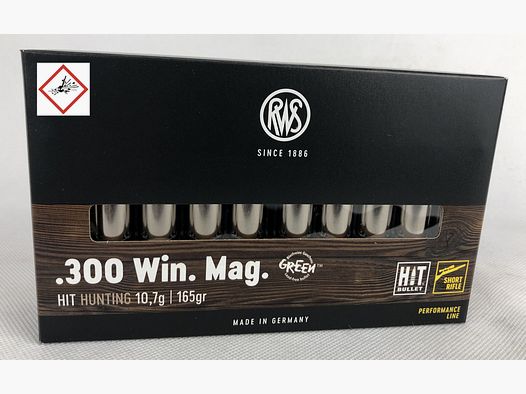 RWS
SINCE 1886
.300 Win. Mag.
GREEN™
HIT HUNTING 10,7g | 165gr
HIT
BULLET
SHORT
RIFLE
PERFORMANCE
LINE
MADE IN GERMANY